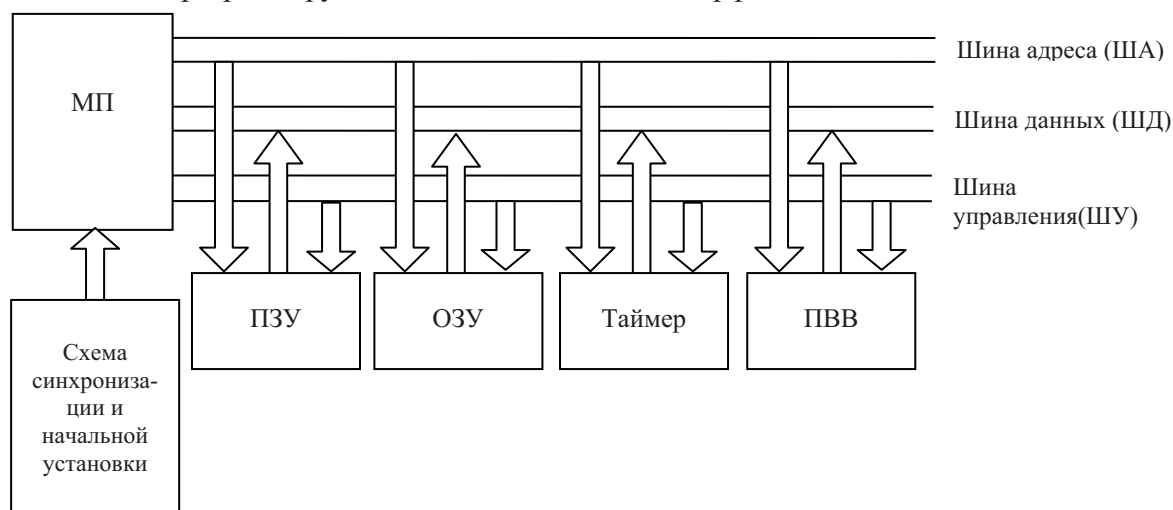 МП
Шина адреса (ША)
Шина данных (ШД)
Шина
управления(ШУ)
ПЗУ
ОЗУ
Таймер
ПВВ
Схема
синхрониза-
ции и
начальной
установки